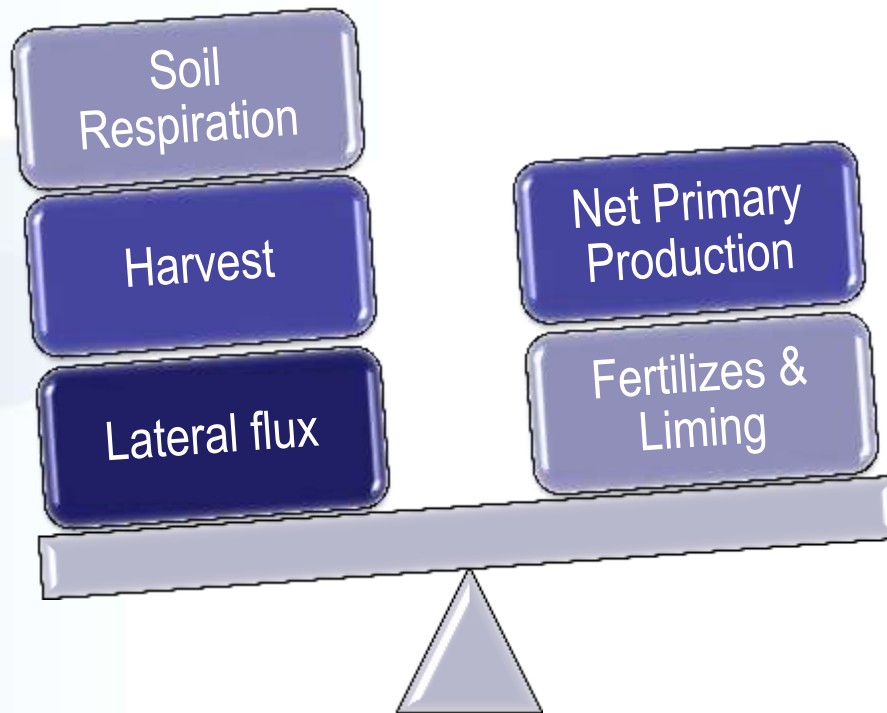 Soil
Respiration
Harvest
Lateral flux
Net Primary
Production
Fertilizes &
Liming